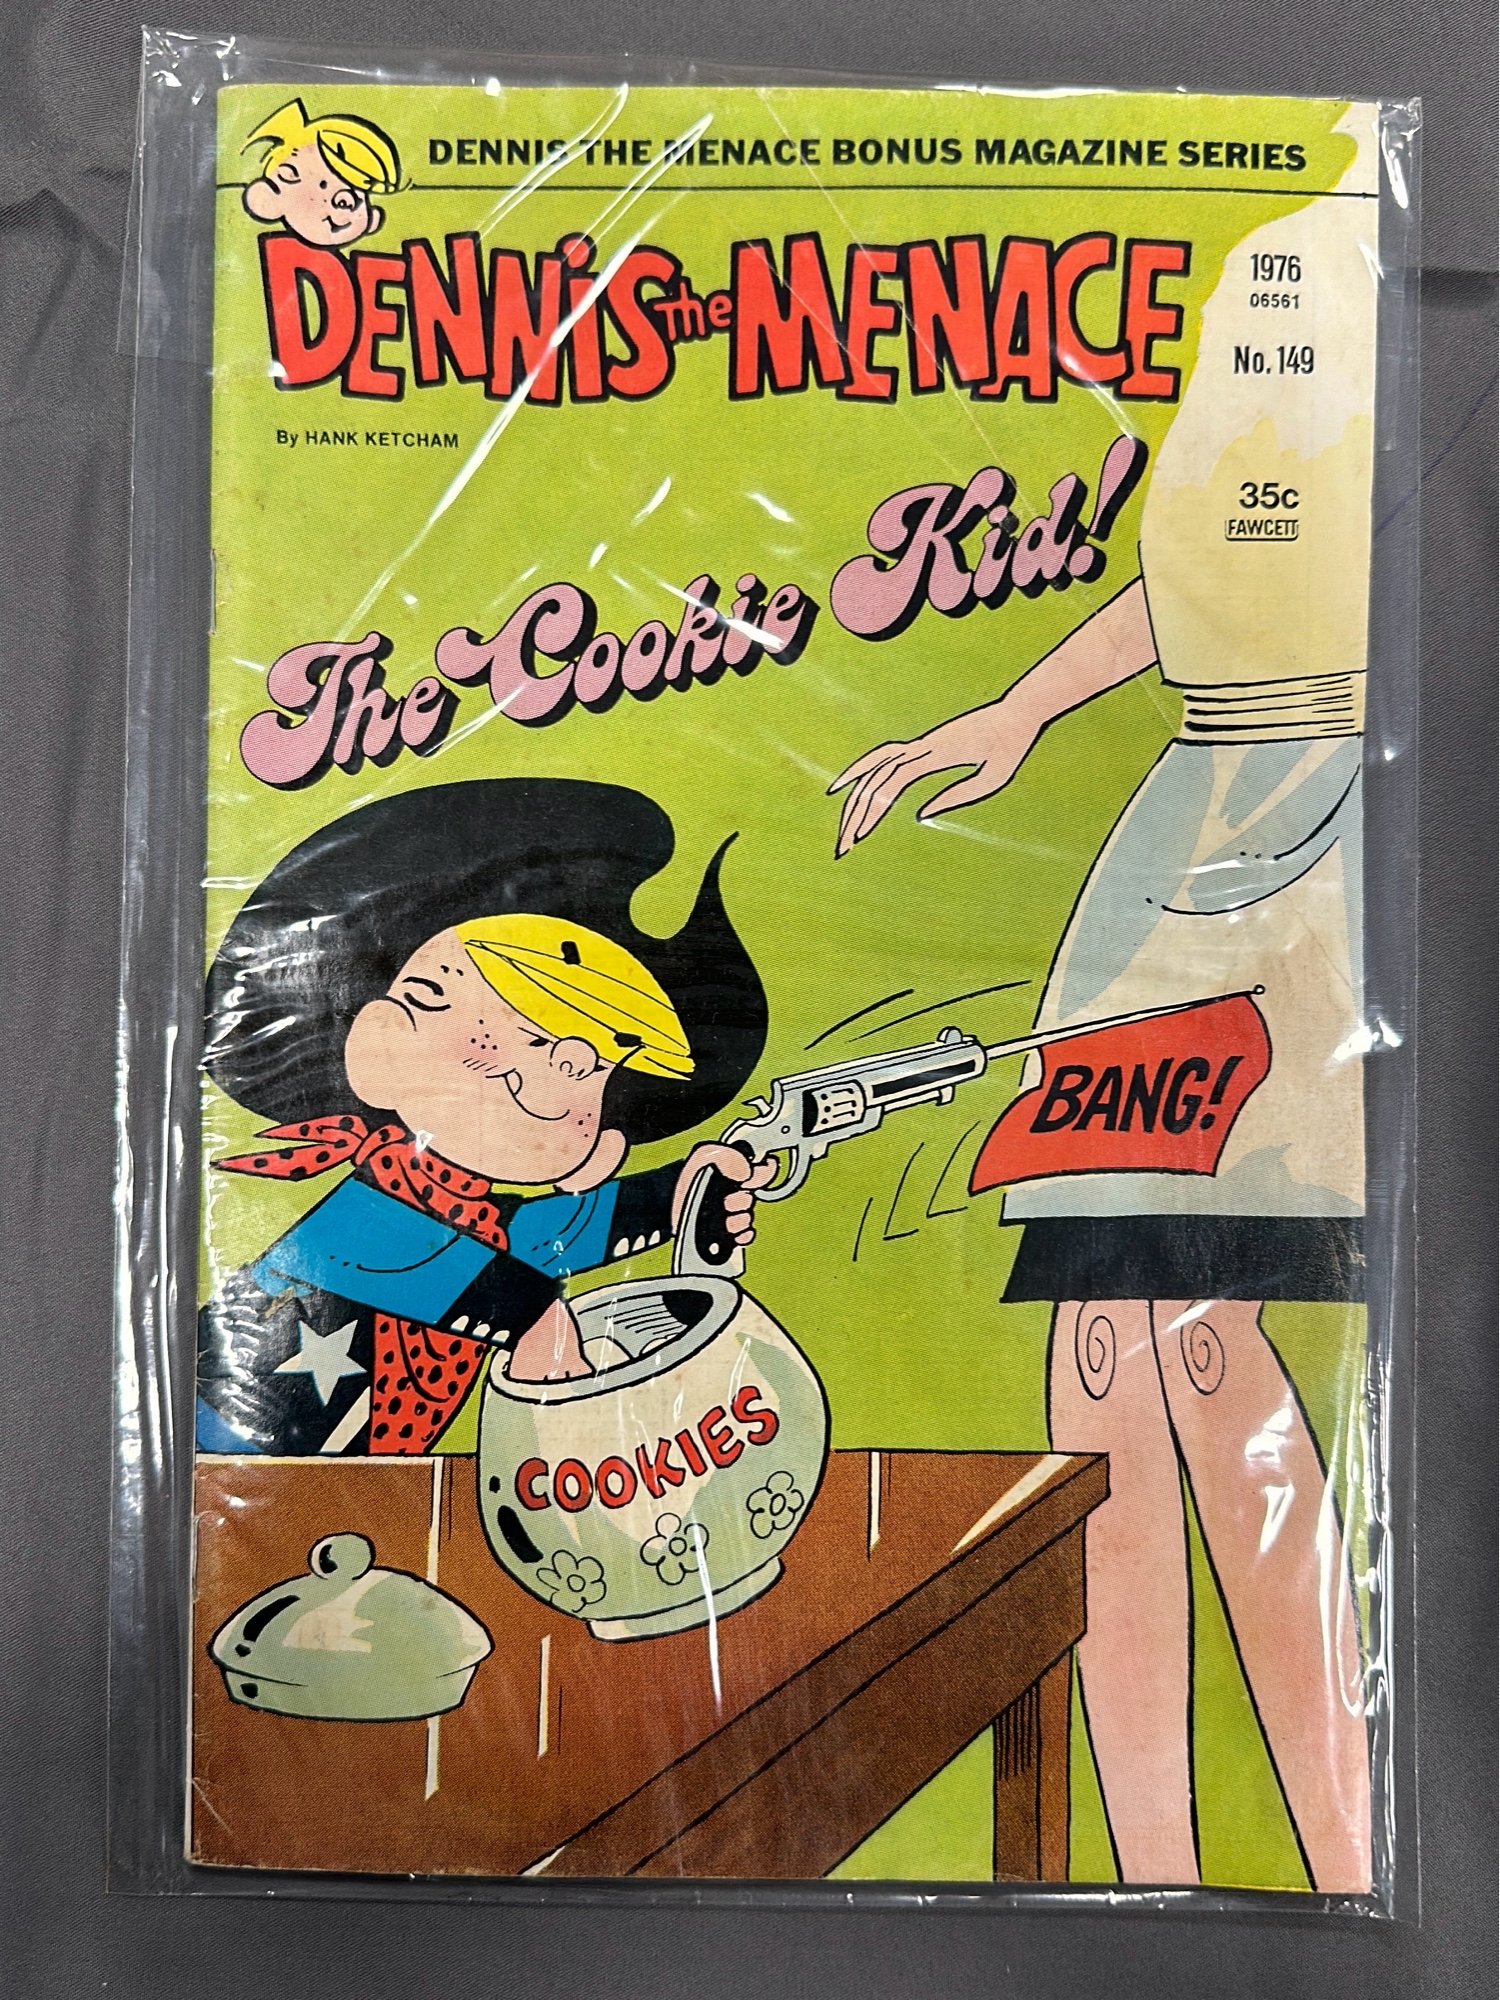 DENNIS THE MENACE BONUS MAGAZINE SERIES
DENNIS the MENACE
1976
06561
No. 149
By HANK KETCHAM
35c
FAWCETT
The Cookie Kid!
BANG!
COOKIES